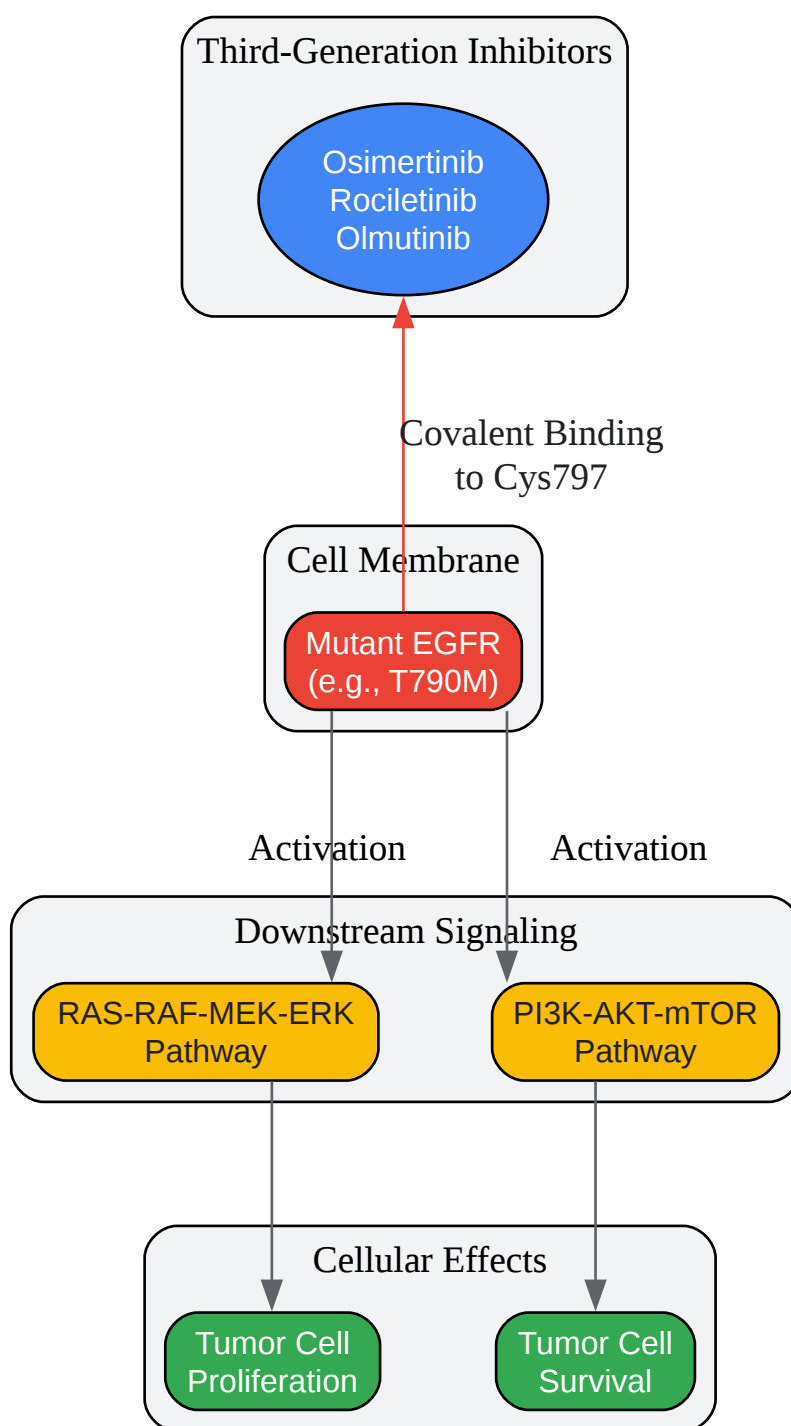 Third-Generation Inhibitors
Osimertinib
Rociletinib
Olmutinib
Covalent Binding
to Cys797
Cell Membrane
Mutant EGFR
(e.g., T790M)
Activation
Activation
Downstream Signaling
RAS-RAF-MEK-ERK
Pathway
PI3K-AKT-mTOR
Pathway
Cellular Effects
Tumor Cell
Proliferation
Tumor Cell
Survival